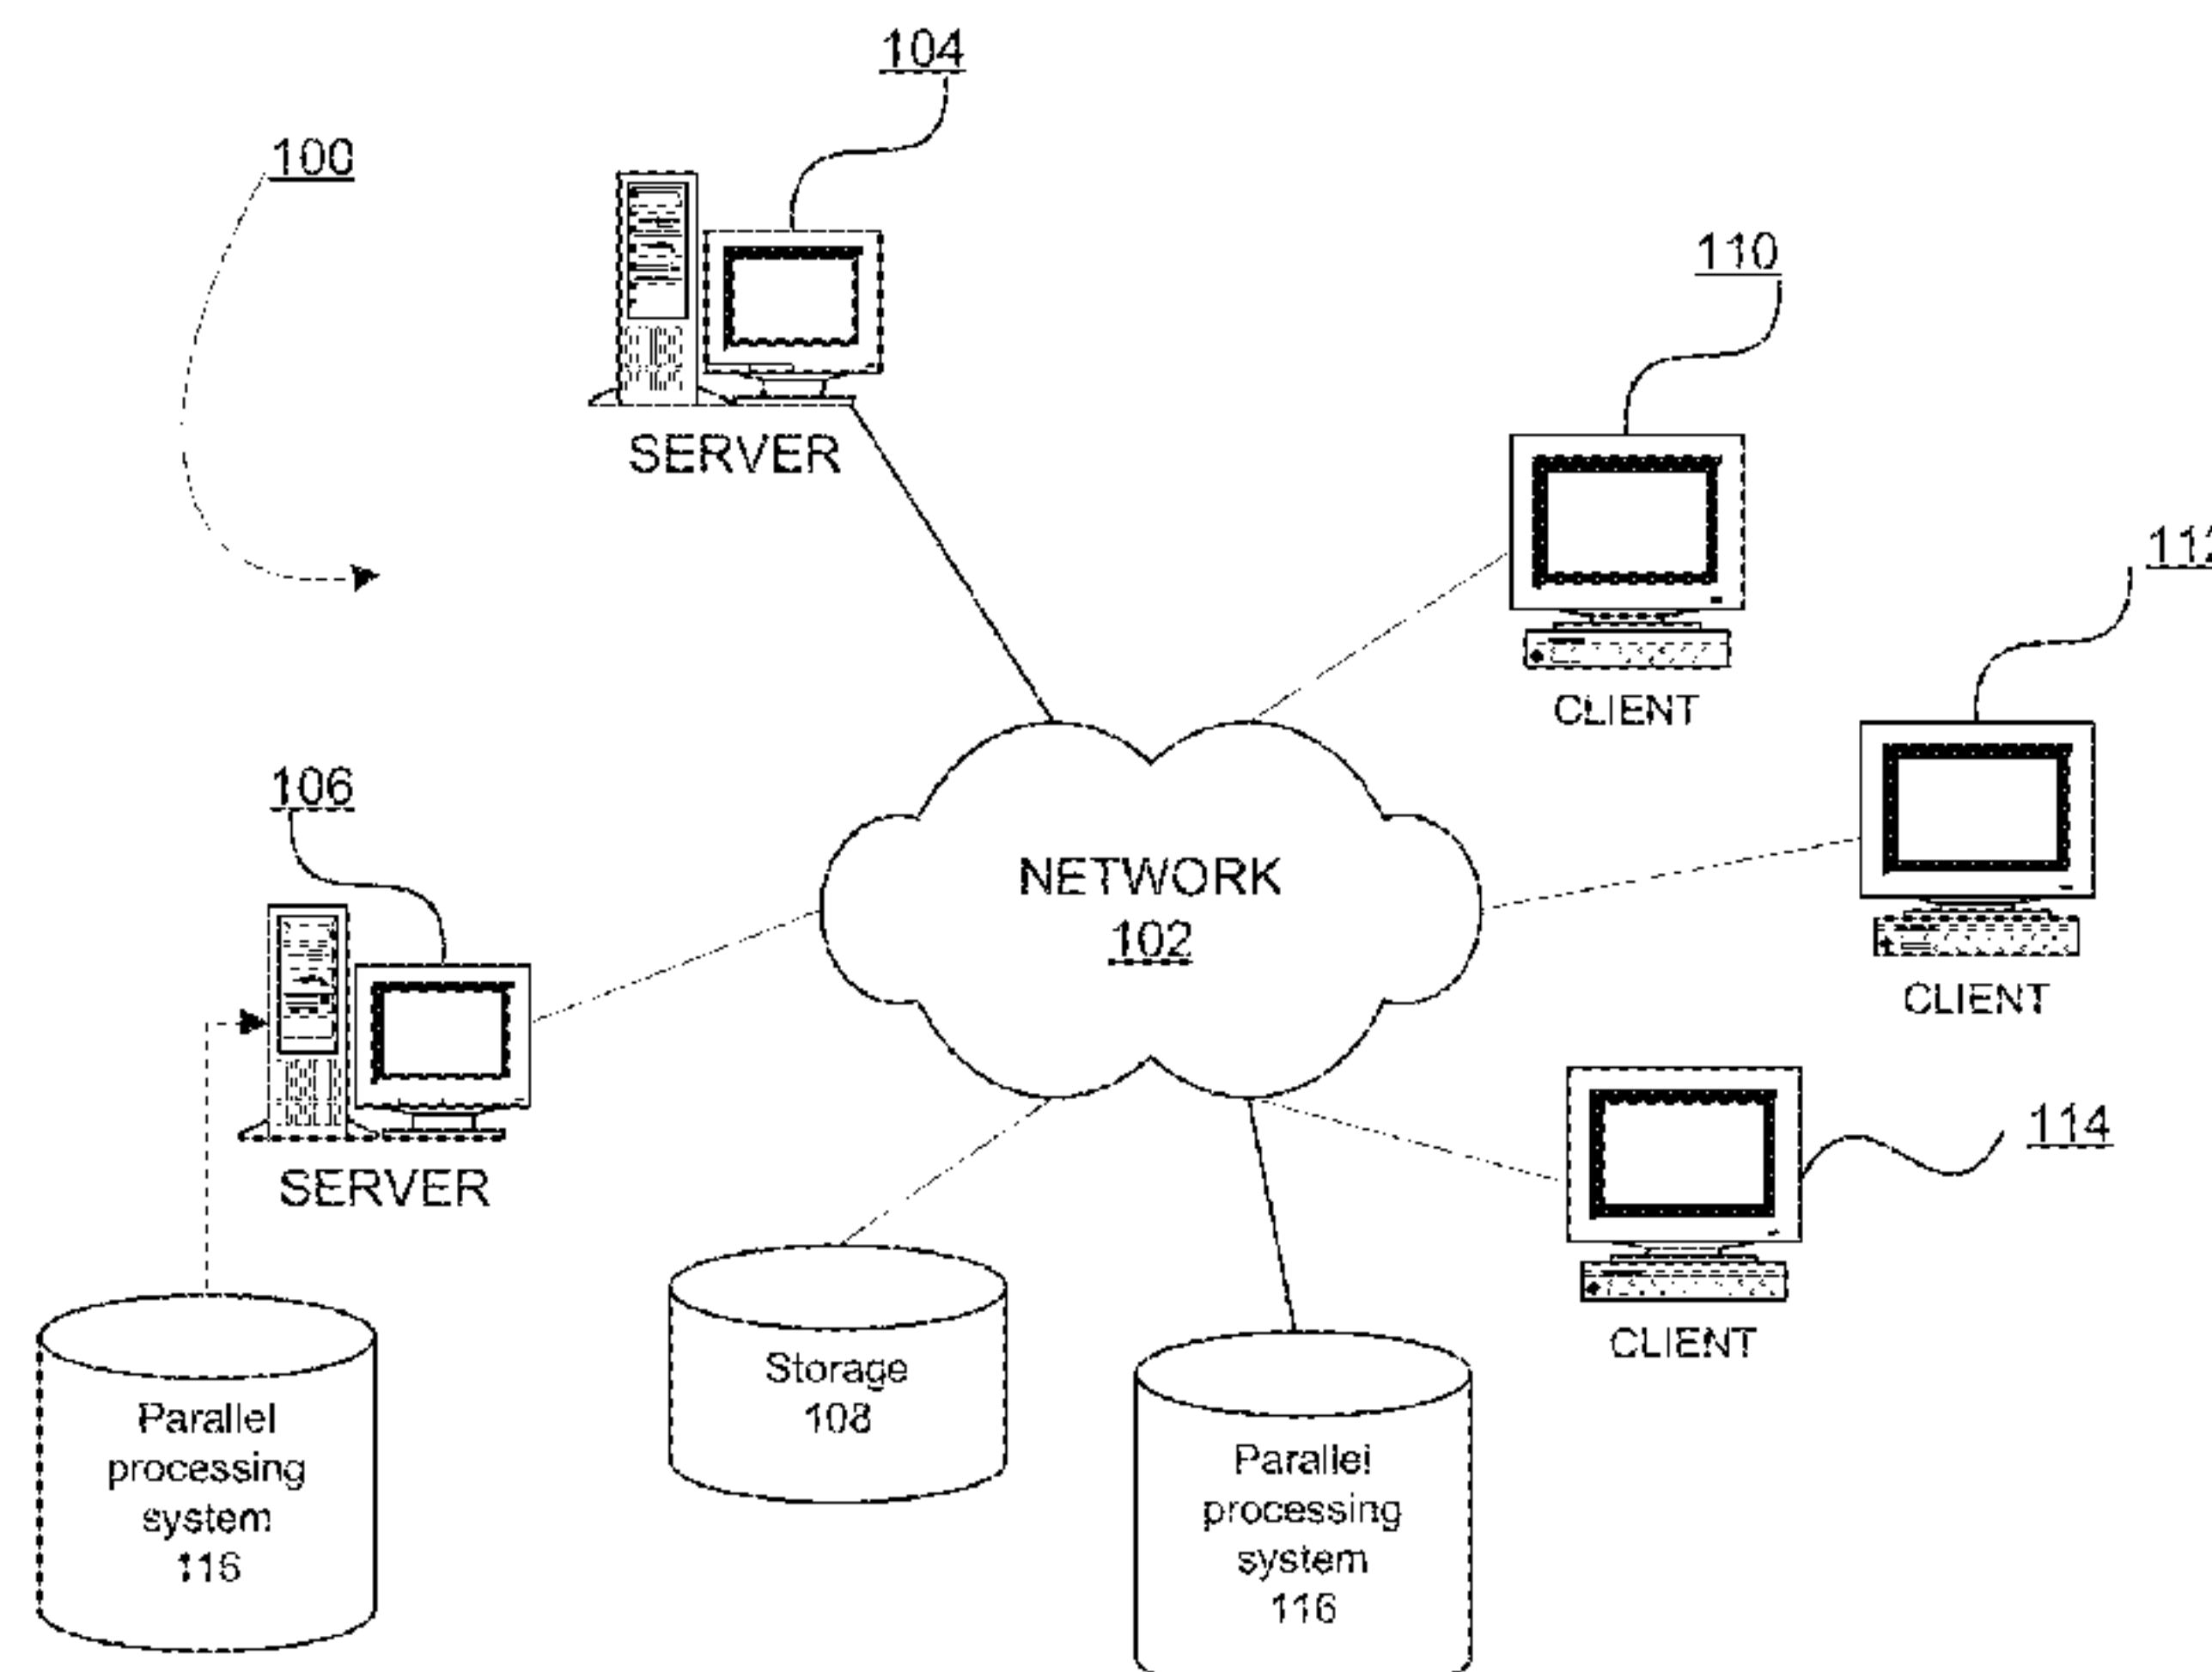 104
100
SERVER
110
CLIENT
112
CLIENT
106
SERVER
NETWORK
102
114
CLIENT
Storage
108
Parallel
processing
system
116
Parallel
processing
system
116